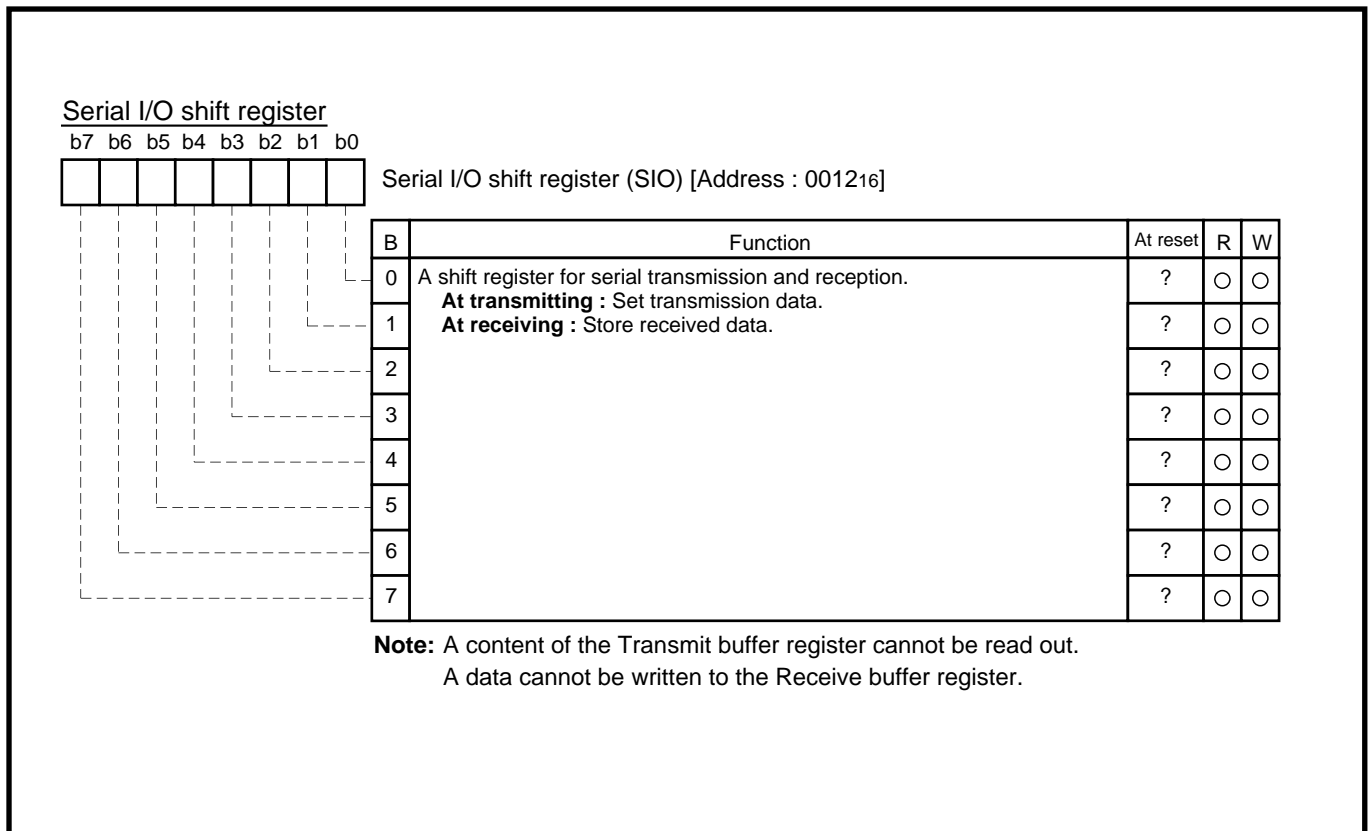 Serial I/O shift register
b7 b6 b5 b4 b3 b2 b1 b0
Serial I/O shift register (SIO) [Address : 001216]
B Function At reset R W
0 A shift register for serial transmission and reception. ? ○ ○
At transmitting : Set transmission data.
1 At receiving : Store received data. ? ○ ○
2 ? ○ ○
3 ? ○ ○
4 ? ○ ○
5 ? ○ ○
6 ? ○ ○
7 ? ○ ○
Note: A content of the Transmit buffer register cannot be read out.
A data cannot be written to the Receive buffer register.